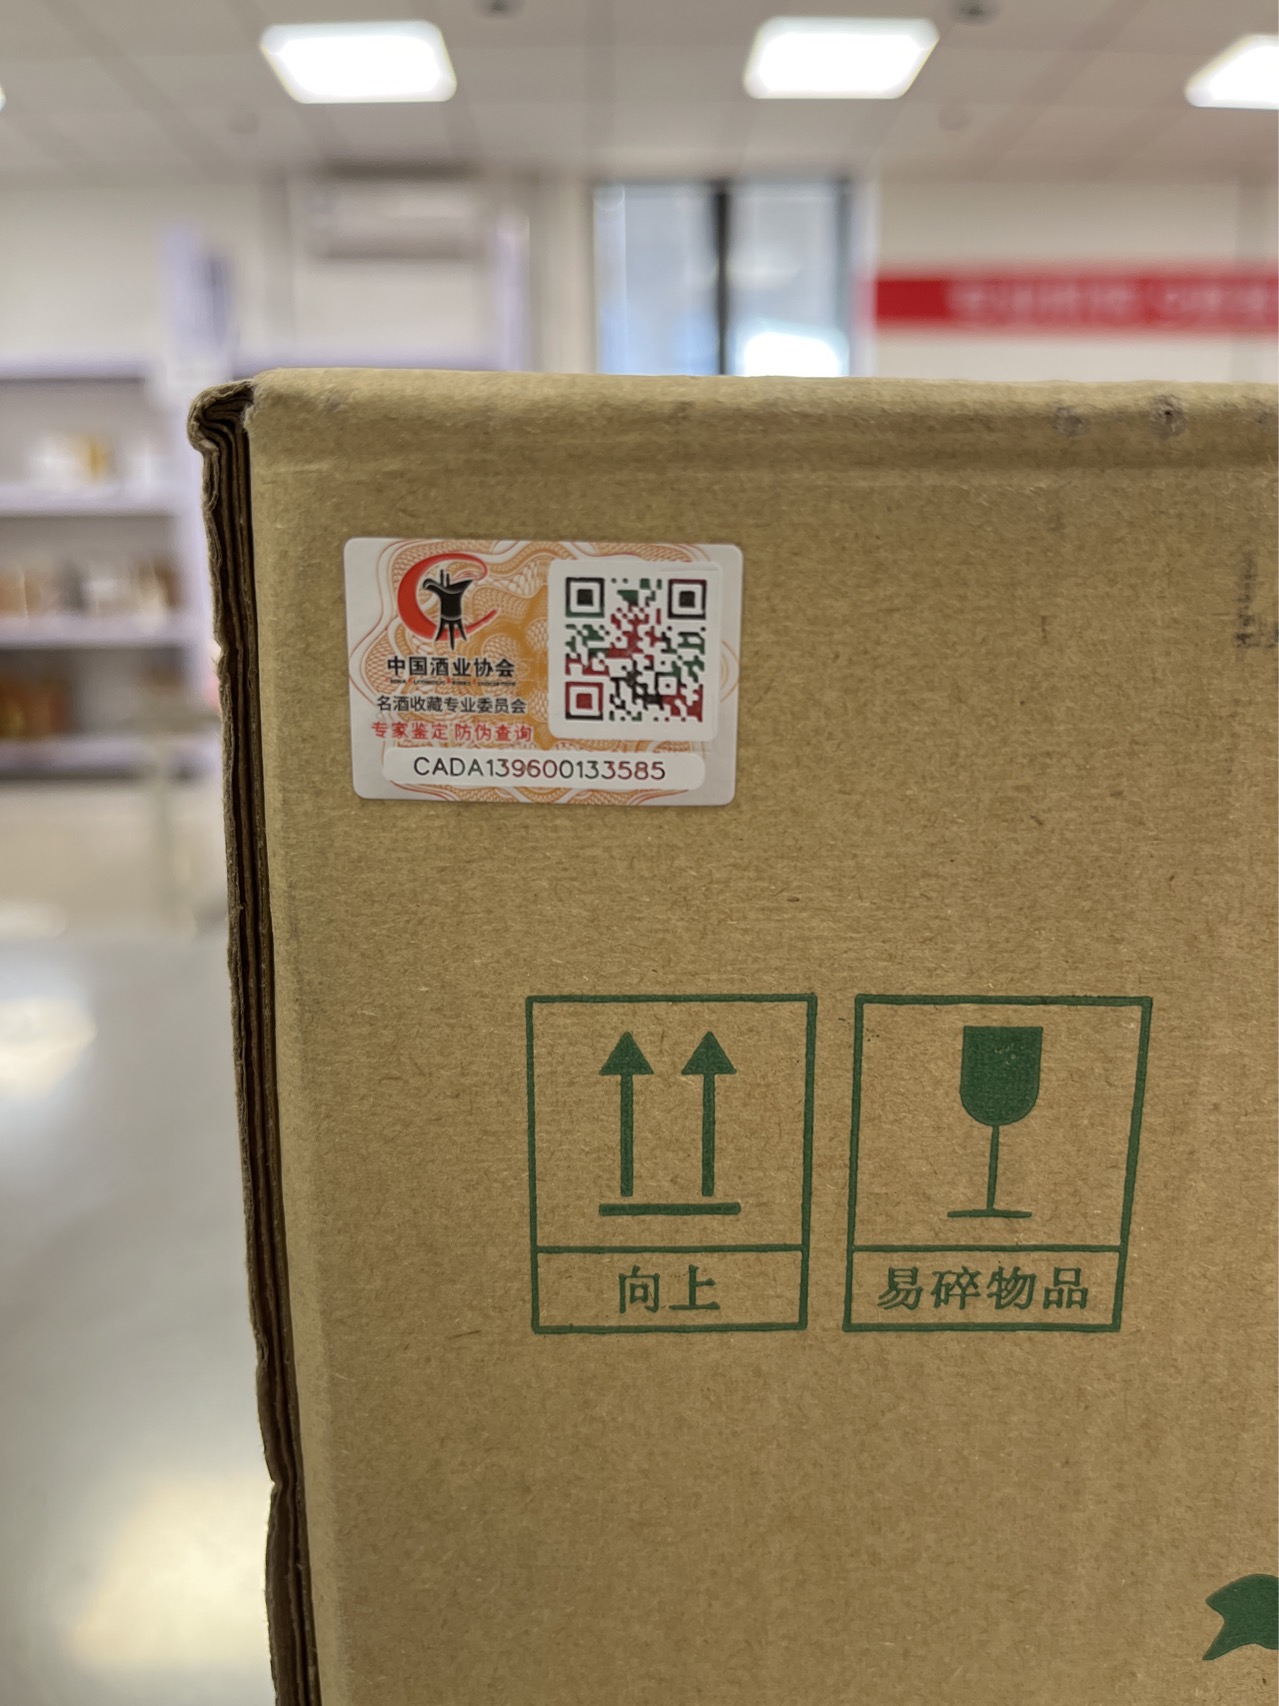 中国酒业协会
名酒收藏专业委员会
专家鉴定 防伪查询
CADA139600133585
向上
易碎物品